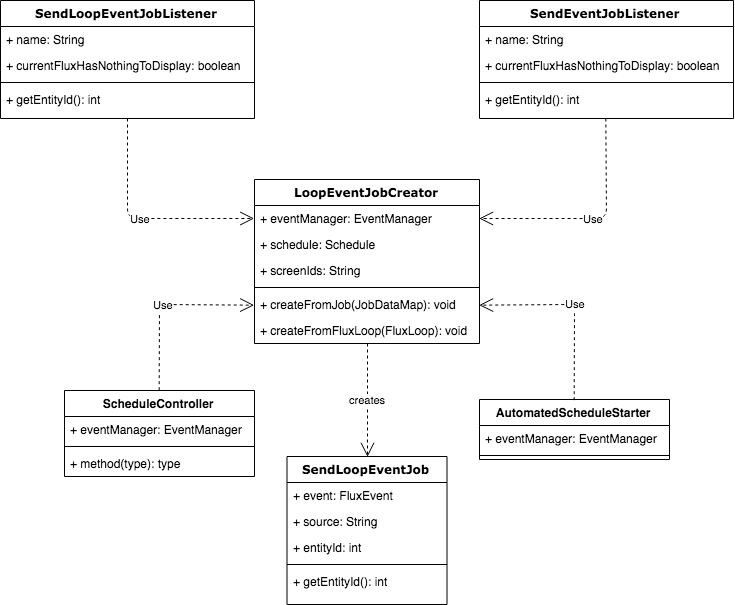 SendLoopEventJobListener
+ name: String
+ currentFluxHasNothingToDisplay: boolean
+ getEntityId(): int
SendEventJobListener
+ name: String
+ currentFluxHasNothingToDisplay: boolean
+ getEntityId(): int
Use
Use
LoopEventJobCreator
+ eventManager: EventManager
+ schedule: Schedule
+ screenIds: String
+ createFromJob(JobDataMap): void
+ createFromFluxLoop(FluxLoop): void
Use
Use
creates
ScheduleController
+ eventManager: EventManager
+ method(type): type
AutomatedScheduleStarter
+ eventManager: EventManager
SendLoopEventJob
+ event: FluxEvent
+ source: String
+ entityId: int
+ getEntityId(): int